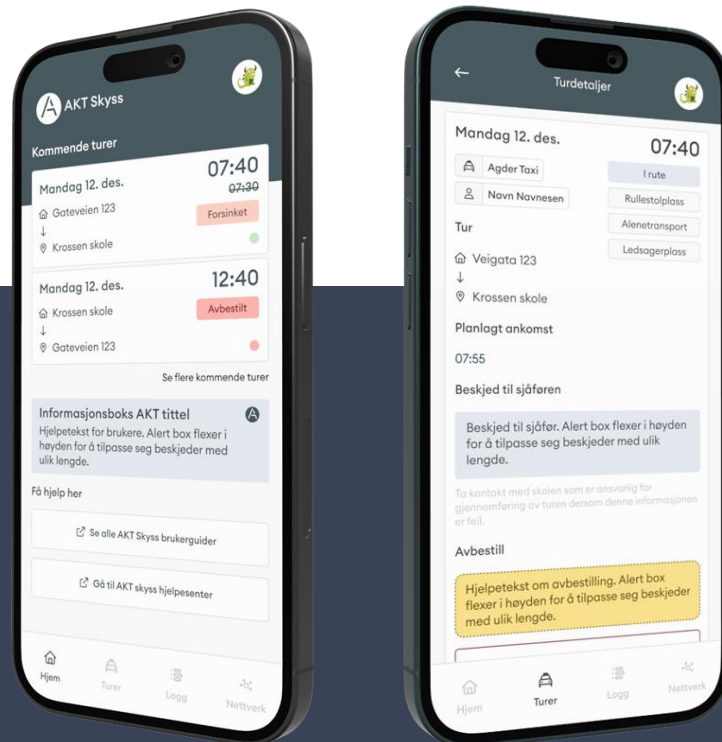 AKT Skyss
Kommende turer
Mandag 12. des.
07:40
07:30
Gateveien 123
Forsinket
↓
Krossen skole
Mandag 12. des.
12:40
Krossen skole
Avbestilt
↓
Gateveien 123
Se flere kommende turer
Informasjonsboks AKT tittel
Hjelpetekst for brukere. Alert box flexer i
høyden for å tilpasse seg beskjeder med
ulik lengde.
Få hjelp her
Se alle AKT Skyss brukerguider
Gå til AKT skyss hjelpesenter
Hjem
Turer
Logg
Nettverk
Turdetaljer
Mandag 12. des.
07:40
Agder Taxi
I rute
Navn Navnesen
Rullestolplass
Alenetransport
Ledsagerplass
Tur
Veigata 123
↓
Krossen skole
Planlagt ankomst
07:55
Beskjed til sjåføren
Beskjed til sjåfør. Alert box flexer i høyden
for å tilpasse seg beskjeder med ulik
lengde.
Ta kontakt med skolen som er ansvarlig for
gjennomføring av turen dersom denne informasjonen
er feil.
Avbestill
Hjelpetekst om avbestilling. Alert box
flexer i høyden for å tilpasse seg beskjeder
med ulik lengde.
Hjem
Turer
Logg
Nettverk